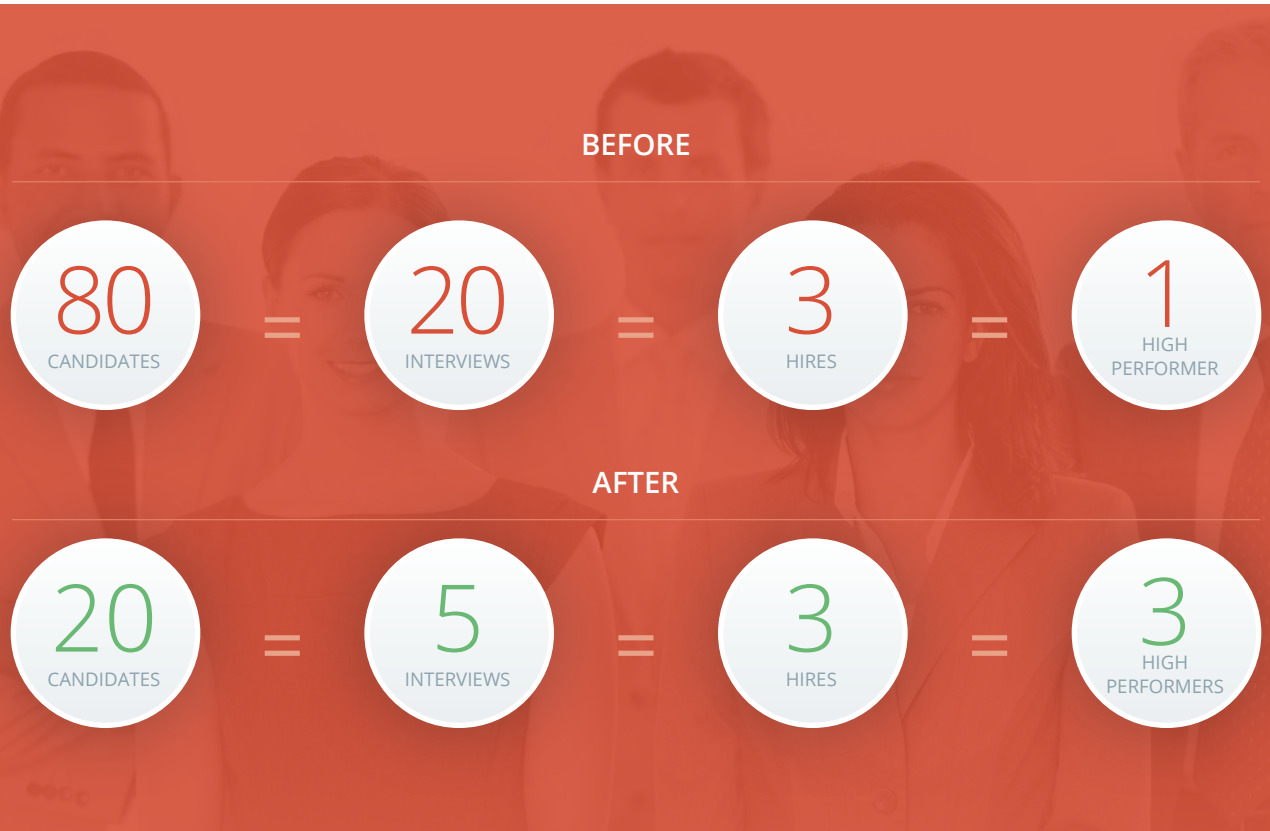 BEFORE
80 = 20 = 3 = 1
CANDIDATES INTERVIEWS HIRES HIGH
PERFORMER
AFTER
20 = 5 = 3 = 3
CANDIDATES INTERVIEWS HIRES HIGH
PERFORMERS